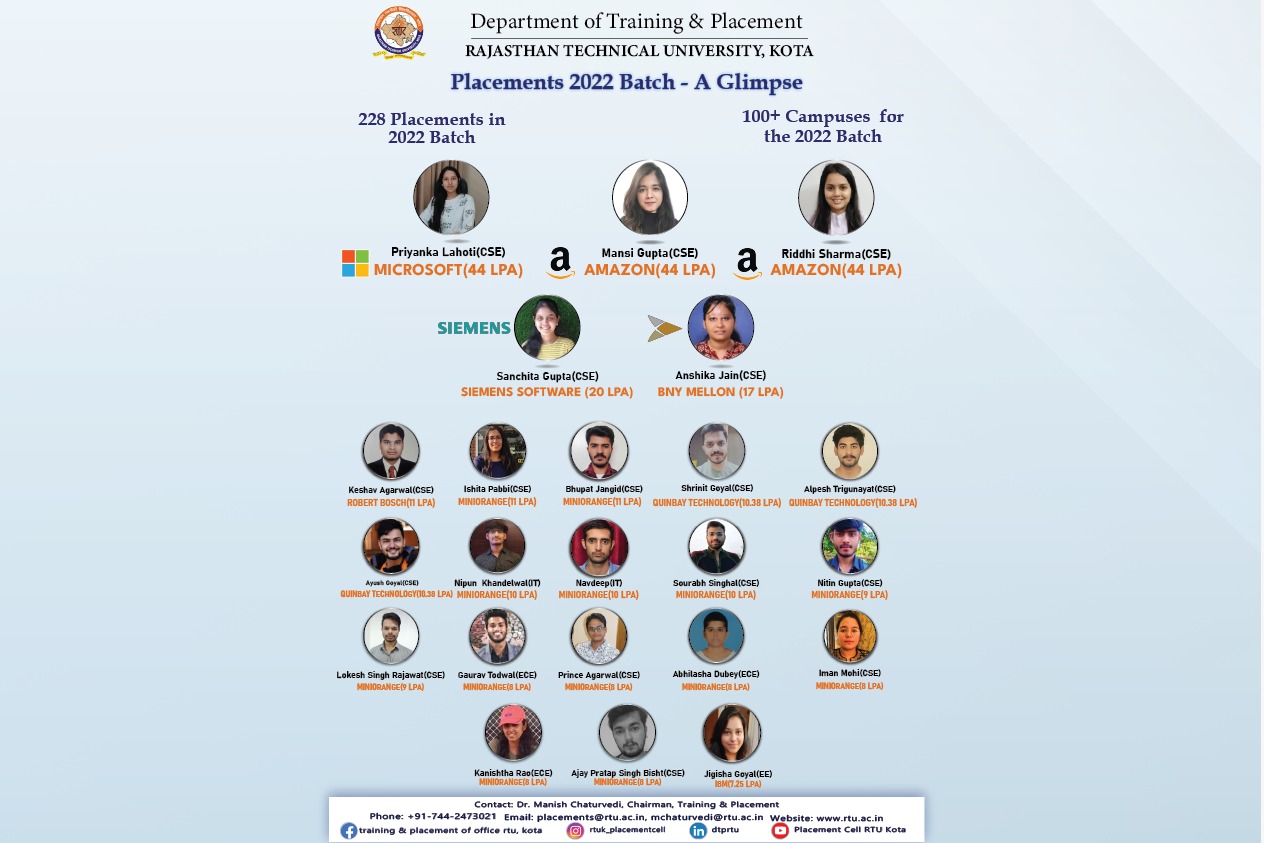 Department of Training & Placement
RAJASTHAN TECHNICAL UNIVERSITY, KOTA
Placements 2022 Batch - A Glimpse
228 Placements in
2022 Batch
100+ Campuses for
the 2022 Batch
Priyanka Lahoti(CSE)
MICROSOFT(44 LPA)
a
Mansi Gupta(CSE)
AMAZON(44 LPA)
a
Riddhi Sharma(CSE)
AMAZON(44 LPA)
SIEMENS
Sanchita Gupta(CSE)
SIEMENS SOFTWARE (20 LPA)
Anshika Jain(CSE)
BNY MELLON (17 LPA)
Keshav Agarwal(CSE)
ROBERT BOSCH(11 LPA)
Ishita Pabbi(CSE)
MINIORANGE(11 LPA)
Bhupat Jangid(CSE)
MINIORANGE(11 LPA)
Shrinit Goyal(CSE)
QUINBAY TECHNOLOGY(10.38 LPA)
Alpesh Trigunayat(CSE)
QUINBAY TECHNOLOGY(10.38 LPA)
Ayush Goyal(CSE)
QUINBAY TECHNOLOGY(10.38 LPA)
Nipun Khandelwal(IT)
MINIORANGE(10 LPA)
Navdeep(IT)
MINIORANGE(10 LPA)
Sourabh Singhal(CSE)
MINIORANGE(10 LPA)
Nitin Gupta(CSE)
MINIORANGE(9 LPA)
Lokesh Singh Rajawat(CSE)
MINIORANGE(9 LPA)
Gaurav Todwal(ECE)
MINIORANGE(8 LPA)
Prince Agarwal(CSE)
MINIORANGE(8 LPA)
Abhilasha Dubey(ECE)
MINIORANGE(8 LPA)
Iman Mohi(CSE)
MINIORANGE(8 LPA)
Kanishtha Rao(ECE)
MINIORANGE(8 LPA)
Ajay Pratap Singh Bisht(CSE)
MINIORANGE(8 LPA)
Jigisha Goyal(EE)
IBM(7.25 LPA)
Contact: Dr. Manish Chaturvedi, Chairman, Training & Placement
Phone: +91-744-2473021 Email: placements@rtu.ac.in, mchaturvedi@rtu.ac.in Website: www.rtu.ac.in
training & placement of office rtu, kota rtuk_placementcell dtprtu Placement Cell RTU Kota